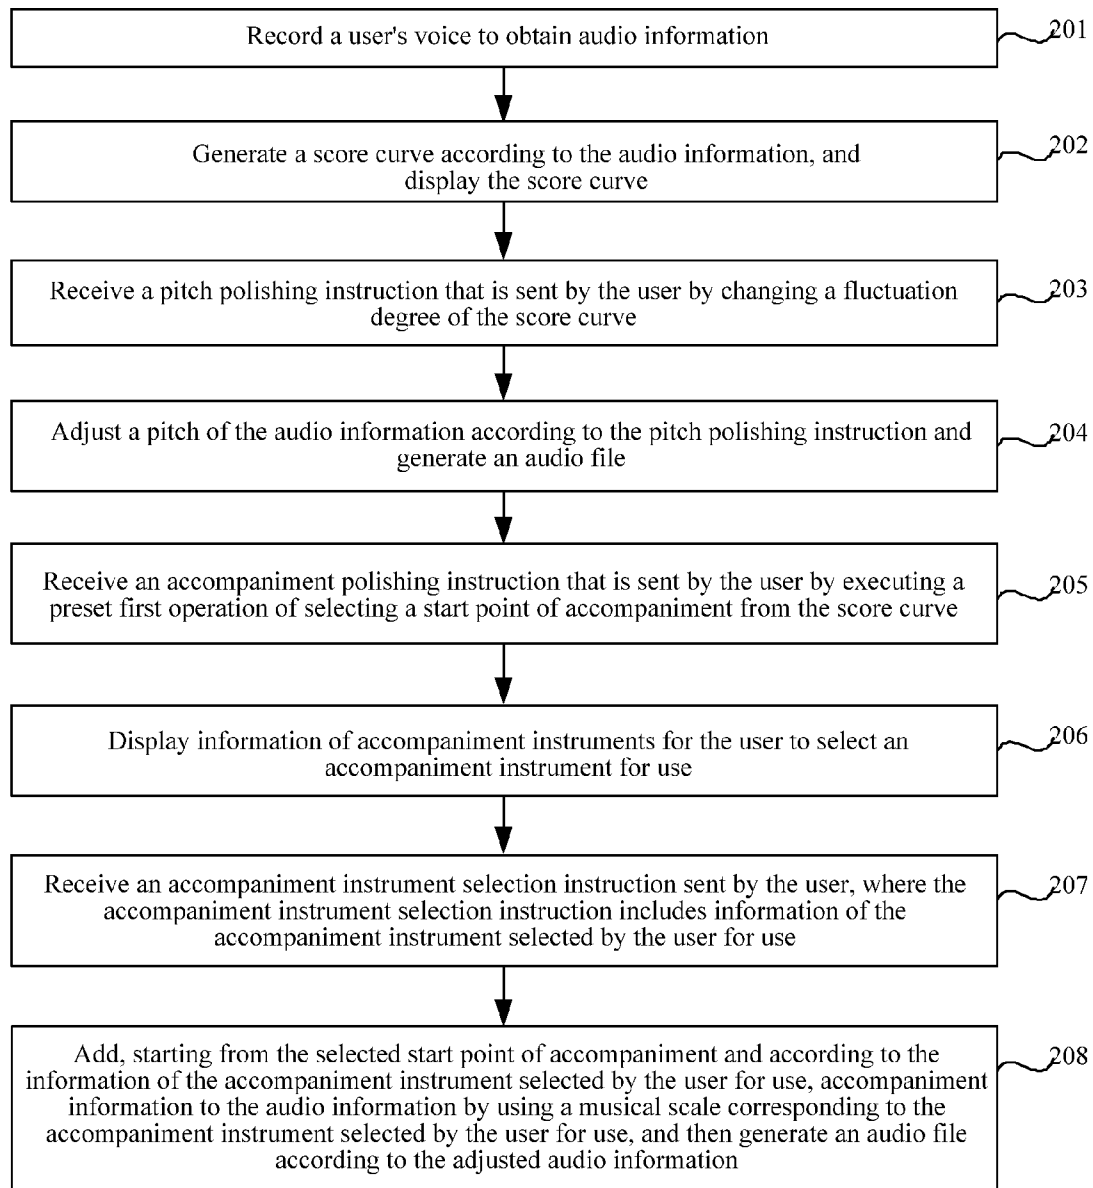 Record a user's voice to obtain audio information
201
Generate a score curve according to the audio information, and
display the score curve
202
Receive a pitch polishing instruction that is sent by the user by changing a fluctuation
degree of the score curve
203
Adjust a pitch of the audio information according to the pitch polishing instruction and
generate an audio file
204
Receive an accompaniment polishing instruction that is sent by the user by executing a
preset first operation of selecting a start point of accompaniment from the score curve
205
Display information of accompaniment instruments for the user to select an
accompaniment instrument for use
206
Receive an accompaniment instrument selection instruction sent by the user, where the
accompaniment instrument selection instruction includes information of the
accompaniment instrument selected by the user for use
207
Add, starting from the selected start point of accompaniment and according to the
information of the accompaniment instrument selected by the user for use, accompaniment
information to the audio information by using a musical scale corresponding to the
accompaniment instrument selected by the user for use, and then generate an audio file
according to the adjusted audio information
208